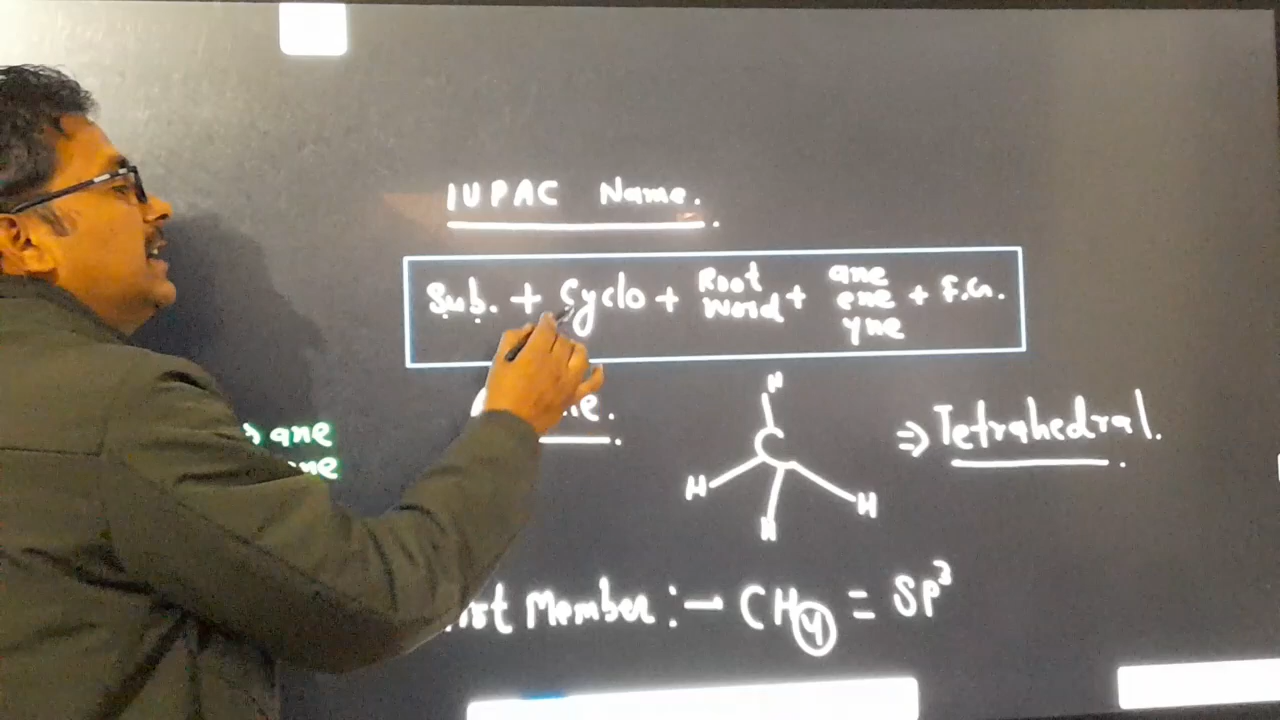 IUPAC Name.
Sub. + Cyclo + Root Word + ane ene yne + F.G.
ane
H
C
H H
H
⇒ Tetrahedral.
Member :- CH4 = Sp3